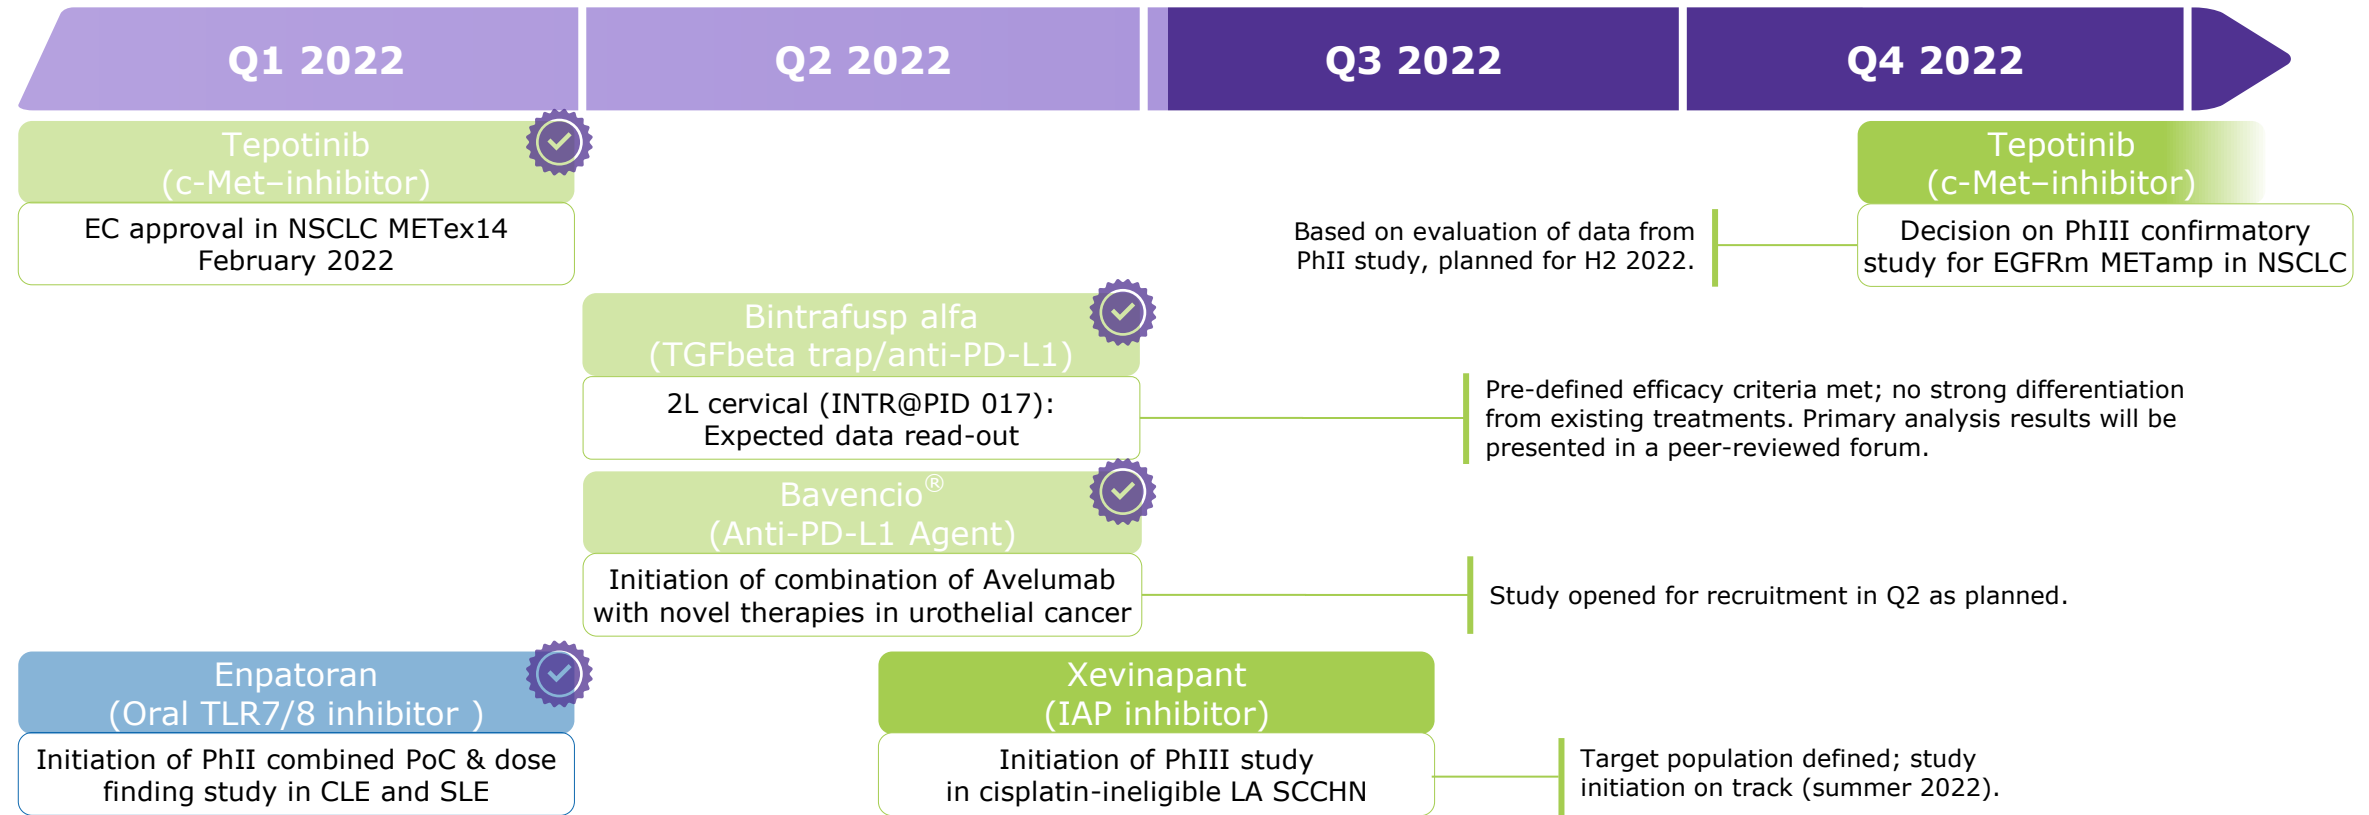 Q1 2022
Q2 2022
Q3 2022
Q4 2022
Tepotinib
(c-Met–inhibitor)
EC approval in NSCLC METex14
February 2022
Tepotinib
(c-Met–inhibitor)
Decision on PhIII confirmatory
study for EGFRm METamp in NSCLC
Based on evaluation of data from
PhII study, planned for H2 2022.
Bintrafusp alfa
(TGFbeta trap/anti-PD-L1)
2L cervical (INTR@PID 017):
Expected data read-out
Pre-defined efficacy criteria met; no strong differentiation
from existing treatments. Primary analysis results will be
presented in a peer-reviewed forum.
Bavencio®
(Anti-PD-L1 Agent)
Initiation of combination of Avelumab
with novel therapies in urothelial cancer
Study opened for recruitment in Q2 as planned.
Enpatoran
(Oral TLR7/8 inhibitor )
Initiation of PhII combined PoC & dose
finding study in CLE and SLE
Xevinapant
(IAP inhibitor)
Initiation of PhIII study
in cisplatin-ineligible LA SCCHN
Target population defined; study
initiation on track (summer 2022).